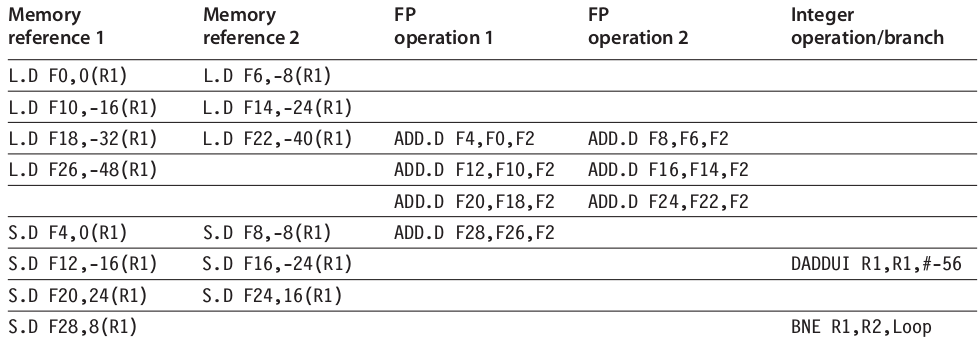 Memory reference 1 Memory reference 2 FP operation 1 FP operation 2 Integer operation/branch
L.D F0,0(R1) L.D F6,-8(R1)
L.D F10,-16(R1) L.D F14,-24(R1)
L.D F18,-32(R1) L.D F22,-40(R1) ADD.D F4,F0,F2 ADD.D F8,F6,F2
L.D F26,-48(R1) ADD.D F12,F10,F2 ADD.D F16,F14,F2
ADD.D F20,F18,F2 ADD.D F24,F22,F2
S.D F4,0(R1) S.D F8,-8(R1) ADD.D F28,F26,F2
S.D F12,-16(R1) S.D F16,-24(R1) DADDUI R1,R1,#-56
S.D F20,24(R1) S.D F24,16(R1)
S.D F28,8(R1) BNE R1,R2,Loop